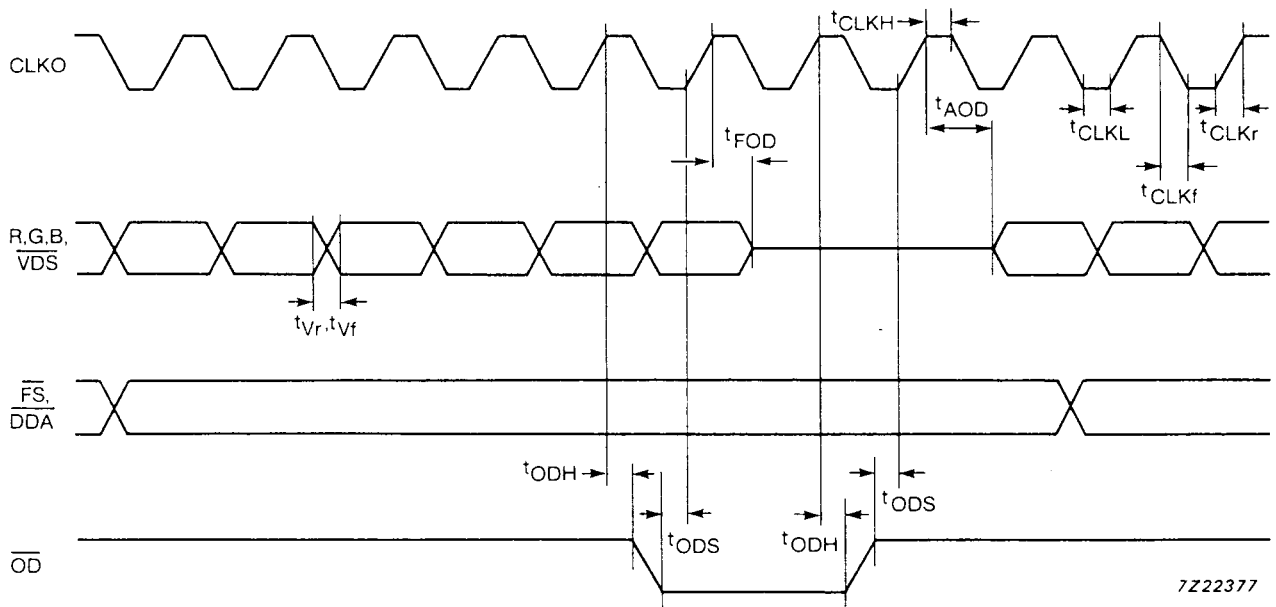 tCLKH
CLKO
tAOD
tFOD
tCLKL
tCLKr
tCLKf
R,G,B,
VDS
tVr,tVf
FS,
DDA
tODH
tODS
tODS
tODH
OD
7Z22377